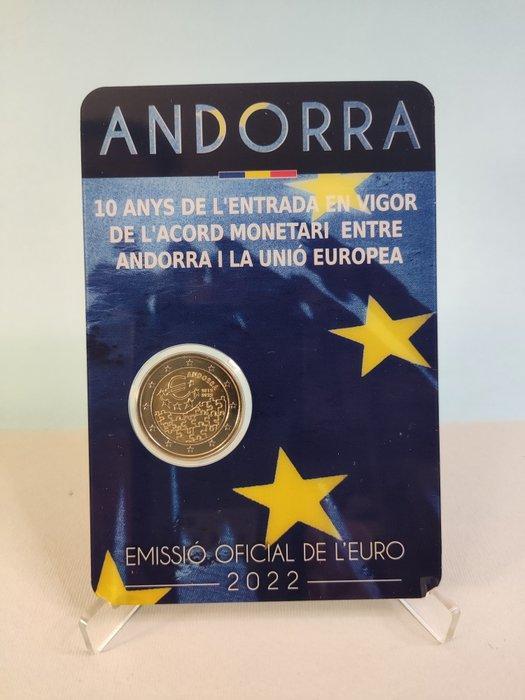 ANDORRA
10 ANYS DE L'ENTRADA EN VIGOR
DE L'ACORD MONETARI ENTRE
ANDORRA I LA UNIÓ EUROPEA
ANDORRA
EMISSIÓ OFICIAL DE L'EURO
2022